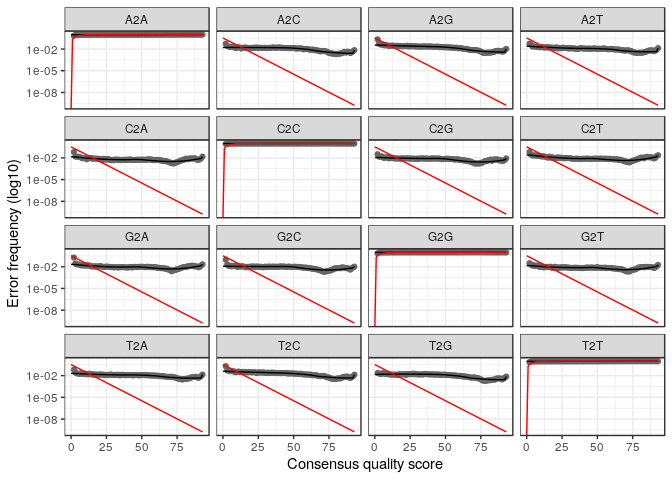 A2A A2C A2G A2T
1e-02
1e-05
1e-08
C2A C2C C2G C2T
1e-02
1e-05
1e-08
G2A G2C G2G G2T
1e-02
1e-05
1e-08
T2A T2C T2G T2T
1e-02
1e-05
1e-08
0 25 50 75 0 25 50 75 0 25 50 75 0 25 50 75
Consensus quality score
Error frequency (log10)